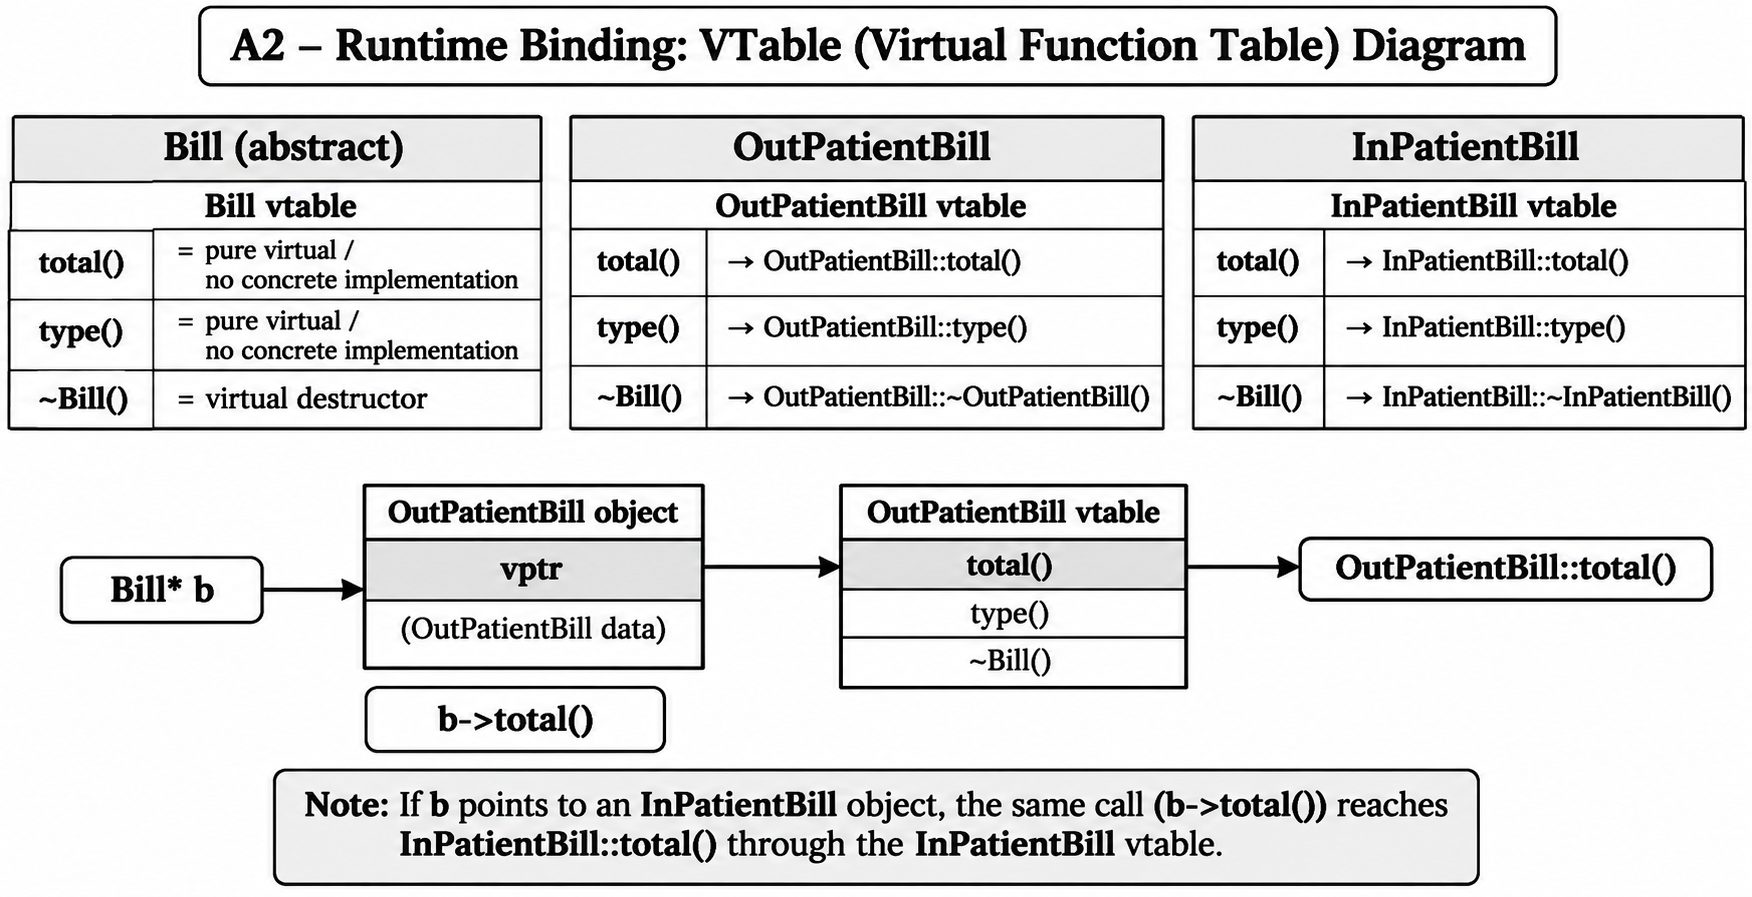 A2 – Runtime Binding: VTable (Virtual Function Table) Diagram
Bill (abstract)
Bill vtable
total()
= pure virtual /
no concrete implementation
type()
= pure virtual /
no concrete implementation
~Bill()
= virtual destructor
OutPatientBill
OutPatientBill vtable
total()
→ OutPatientBill::total()
type()
→ OutPatientBill::type()
~Bill()
→ OutPatientBill::~OutPatientBill()
InPatientBill
InPatientBill vtable
total()
→ InPatientBill::total()
type()
→ InPatientBill::type()
~Bill()
→ InPatientBill::~InPatientBill()
Bill* b
OutPatientBill object
vptr
(OutPatientBill data)
b->total()
OutPatientBill vtable
total()
type()
~Bill()
OutPatientBill::total()
Note: If b points to an InPatientBill object, the same call (b->total()) reaches
InPatientBill::total() through the InPatientBill vtable.